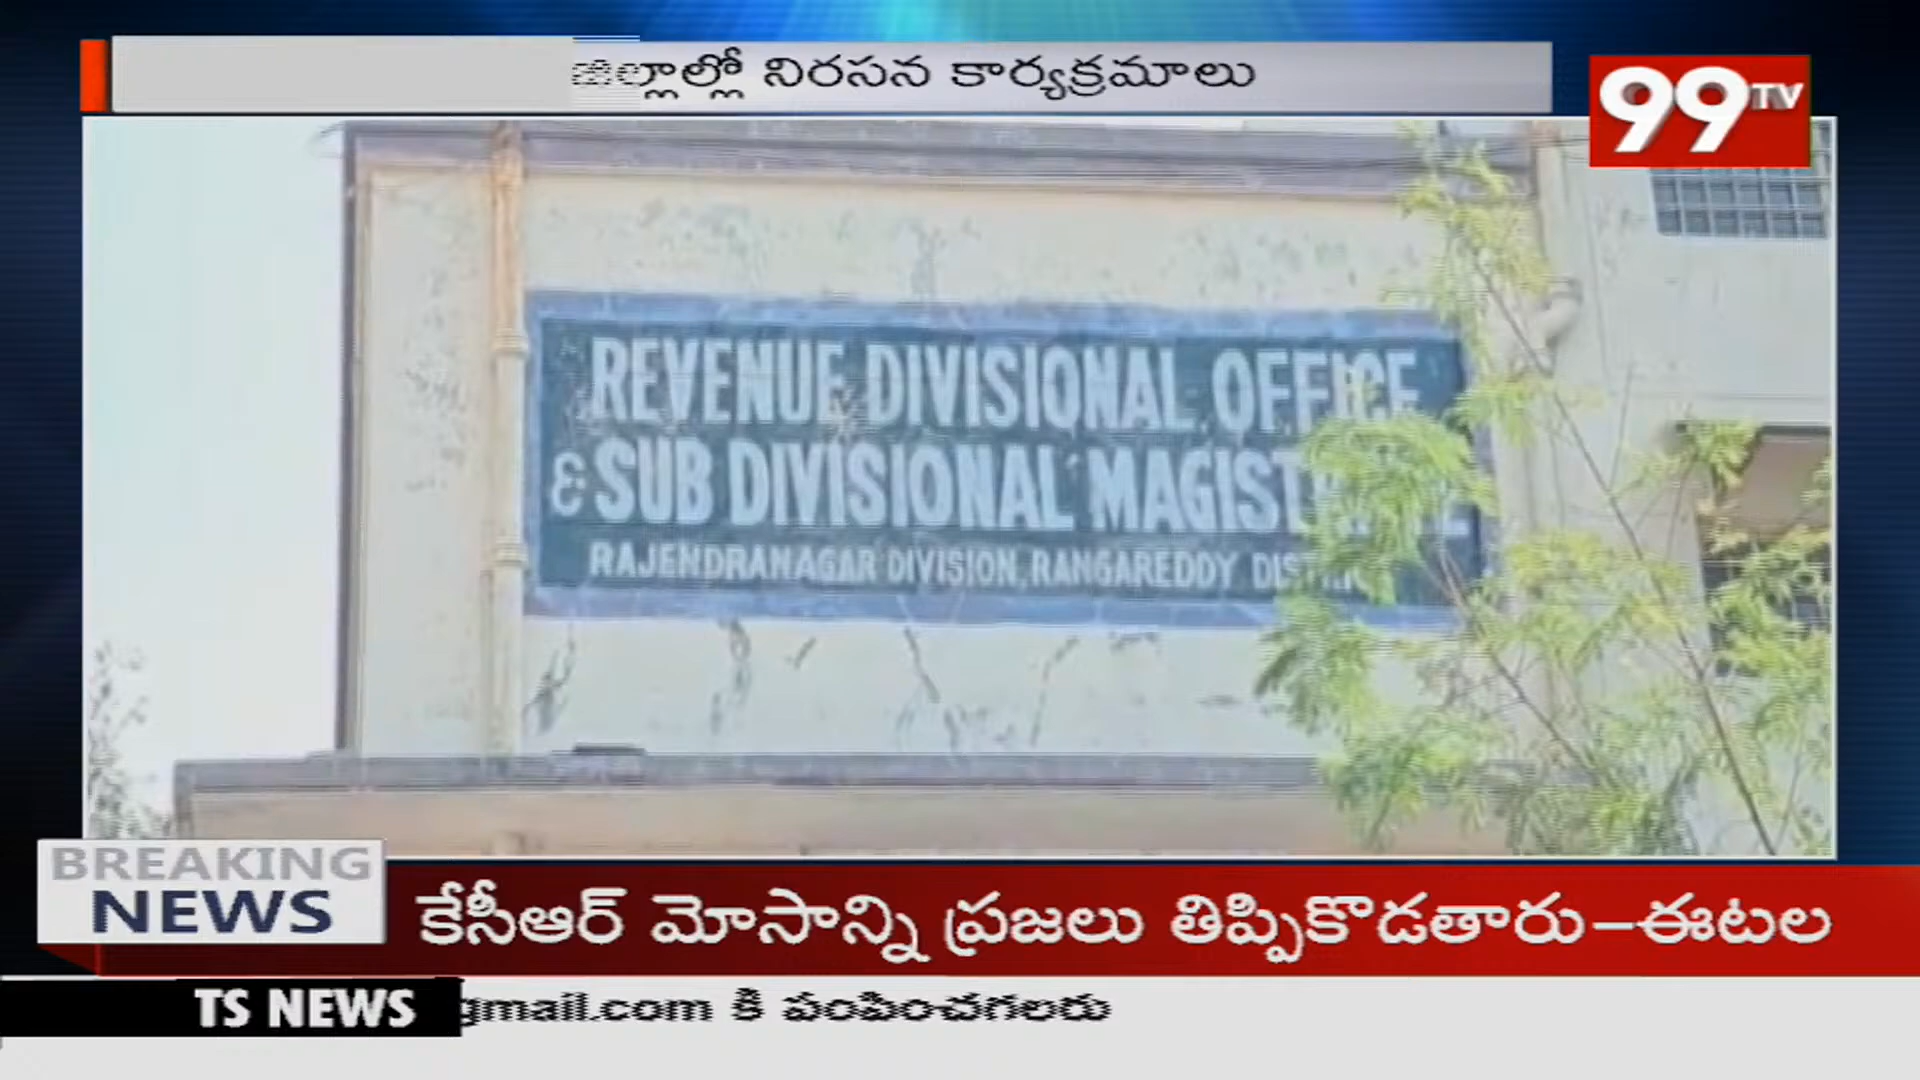 జిల్లాల్లో నిరసన కార్యక్రమాలు
99TV
REVENUE DIVISIONAL OFFICE
& SUB DIVISIONAL
RAJENDRANAGAR DIVISION, RANGAREDDY
BREAKING
NEWS
కేసీఆర్ మోసాన్ని ప్రజలు తిప్పికొడతారు-ఈటల
TS NEWS
gmail.com కి పంపించగలరు